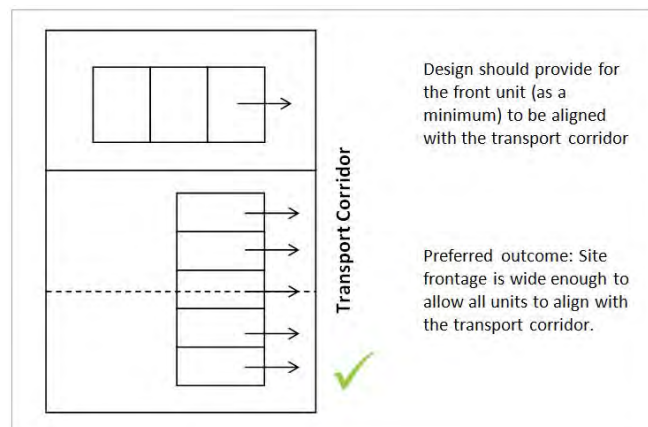 Design should provide for
the front unit (as a
minimum) to be aligned
with the transport corridor
Transport Corridor
Preferred outcome: Site
frontage is wide enough to
allow all units to align with
the transport corridor.